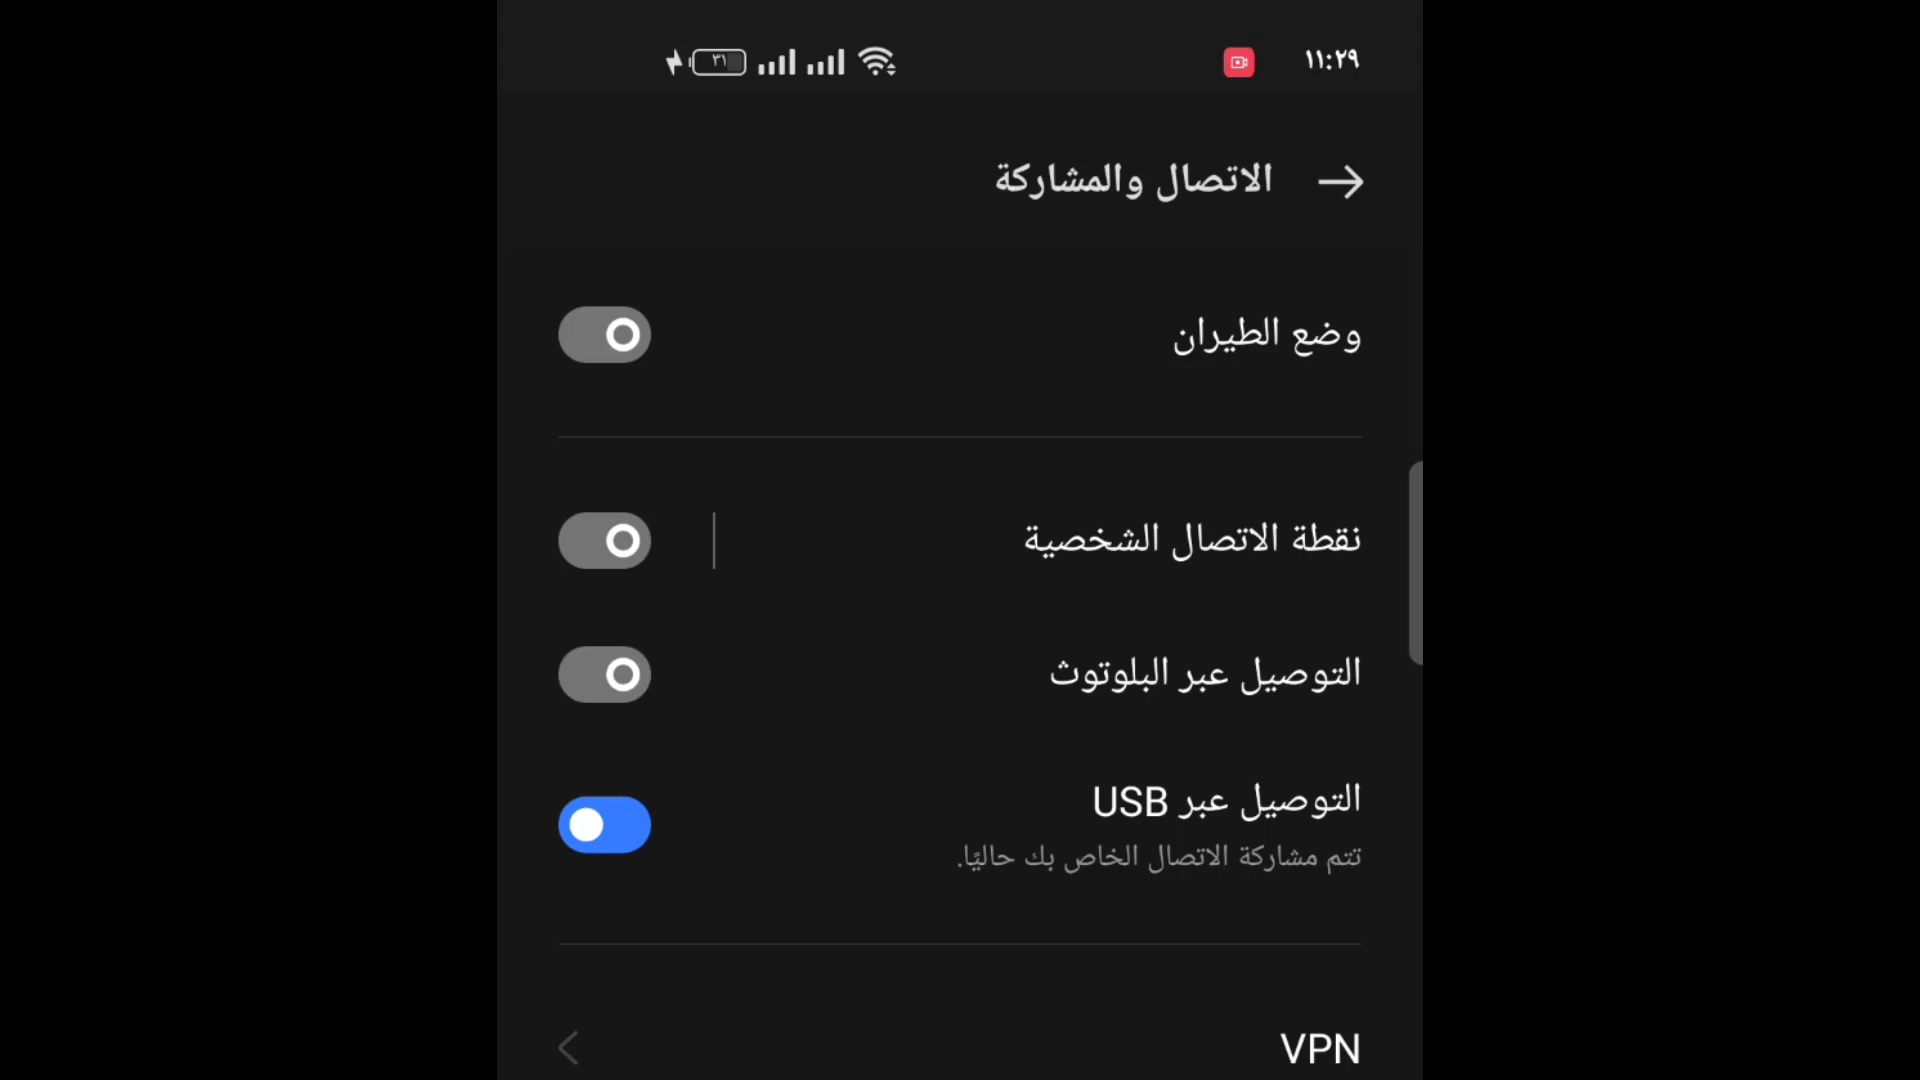 ١١:٢٩
٣١
الاتصال والمشاركة
وضع الطيران
نقطة الاتصال الشخصية
التوصيل عبر البلوتوث
التوصيل عبر USB
تتم مشاركة الاتصال الخاص بك حاليًا.
VPN